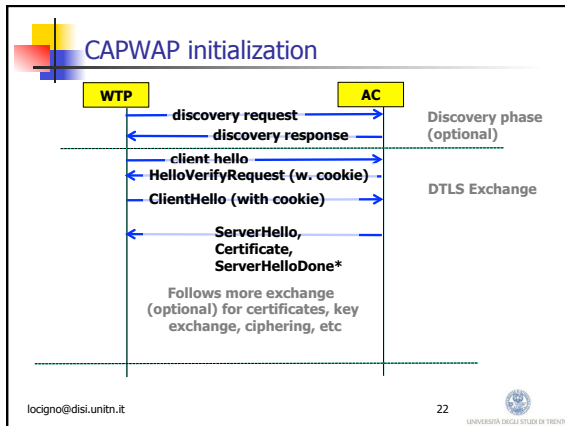 CAPWAP initialization
WTP
AC
discovery request
discovery response
Discovery phase
(optional)
client hello
HelloVerifyRequest (w. cookie)
ClientHello (with cookie)
DTLS Exchange
ServerHello,
Certificate,
ServerHelloDone*
Follows more exchange
(optional) for certificates, key
exchange, ciphering, etc
locigno@disi.unitn.it
22
UNIVERSITÀ DEGLI STUDI DI TRENTO